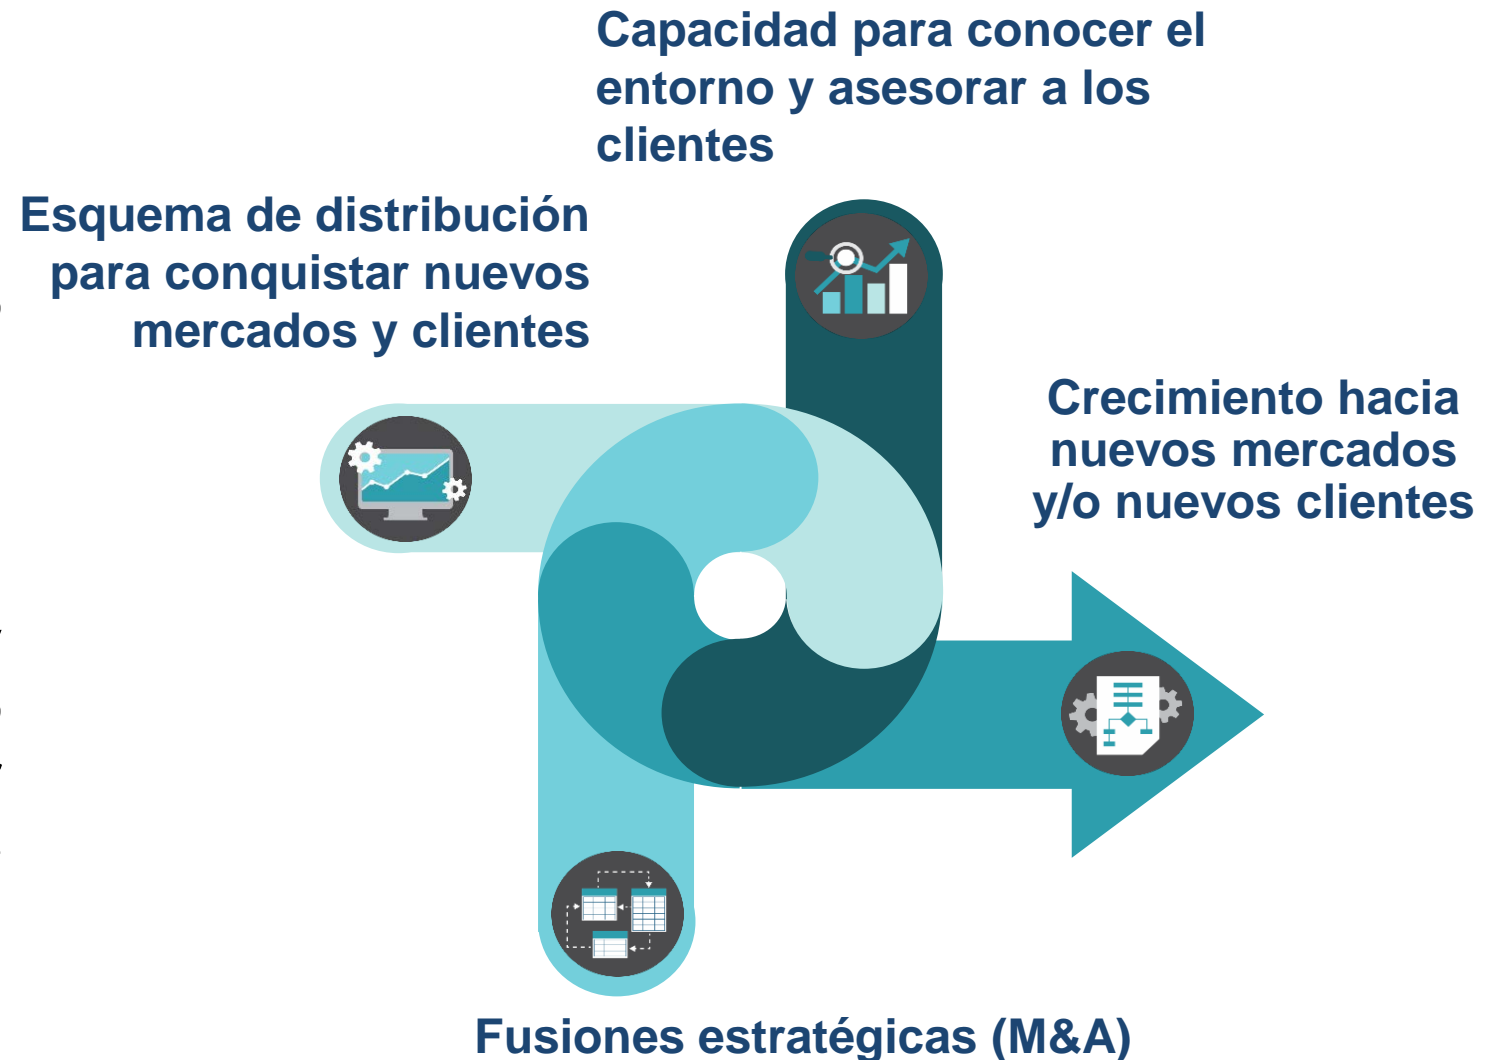 Capacidad para conocer el
entorno y asesorar a los
clientes
Esquema de distribución
para conquistar nuevos
mercados y clientes
Crecimiento hacia
nuevos mercados
y/o nuevos clientes
Fusiones estratégicas (M&A)